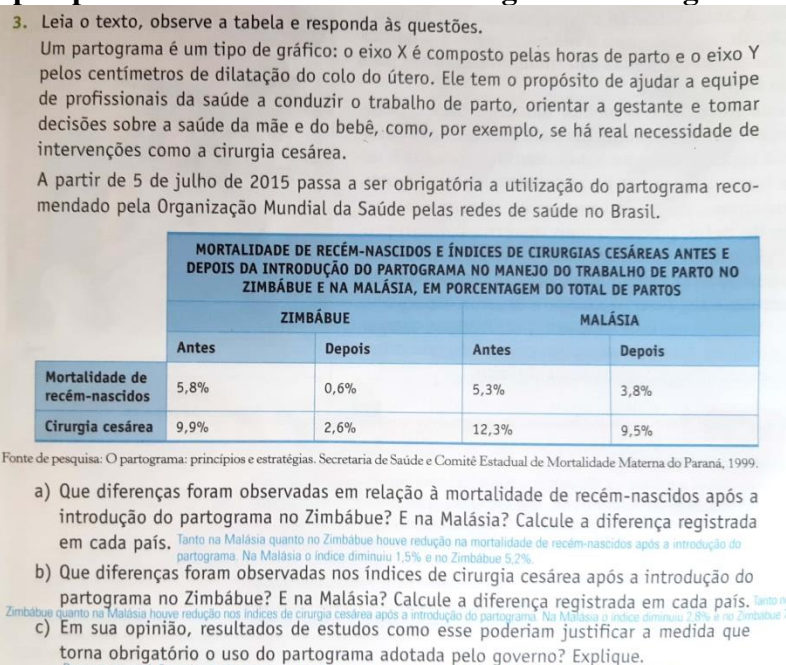 3. Leia o texto, observe a tabela e responda às questões.
Um partograma é um tipo de gráfico: o eixo X é composto pelas horas de parto e o eixo Y
pelos centímetros de dilatação do colo do útero. Ele tem o propósito de ajudar a equipe
de profissionais da saúde a conduzir o trabalho de parto, orientar a gestante e tomar
decisões sobre a saúde da mãe e do bebê, como, por exemplo, se há real necessidade de
intervenções como a cirurgia cesárea.
A partir de 5 de julho de 2015 passa a ser obrigatória a utilização do partograma reco-
mendado pela Organização Mundial da Saúde pelas redes de saúde no Brasil.
MORTALIDADE DE RECÉM-NASCIDOS E ÍNDICES DE CIRURGIAS CESÁREAS ANTES E
DEPOIS DA INTRODUÇÃO DO PARTOGRAMA NO MANEJO DO TRABALHO DE PARTO NO
ZIMBÁBUE E NA MALÁSIA, EM PORCENTAGEM DO TOTAL DE PARTOS
ZIMBÁBUE MALÁSIA
Antes Depois Antes Depois
Mortalidade de
recém-nascidos 5,8% 0,6% 5,3% 3,8%
Cirurgia cesárea 9,9% 2,6% 12,3% 9,5%
Fonte de pesquisa: O partograma: princípios e estratégias. Secretaria de Saúde e Comitê Estadual de Mortalidade Materna do Paraná, 1999.
a) Que diferenças foram observadas em relação à mortalidade de recém-nascidos após a
introdução do partograma no Zimbábue? E na Malásia? Calcule a diferença registrada
em cada país. Tanto na Malásia quanto no Zimbábue houve redução na mortalidade de recém-nascidos após a introdução do
partograma. Na Malásia o índice diminuiu 1,5% e no Zimbábue 5,2%.
b) Que diferenças foram observadas nos índices de cirurgia cesárea após a introdução do
partograma no Zimbábue? E na Malásia? Calcule a diferença registrada em cada país. Tanto
Zimbábue quanto na Malásia houve redução nos índices de cirurgia cesárea após a introdução do partograma. Na Malásia o índice diminuiu 2,8% e no Zimbábue
c) Em sua opinião, resultados de estudos como esse poderiam justificar a medida que
torna obrigatório o uso do partograma adotada pelo governo? Explique.